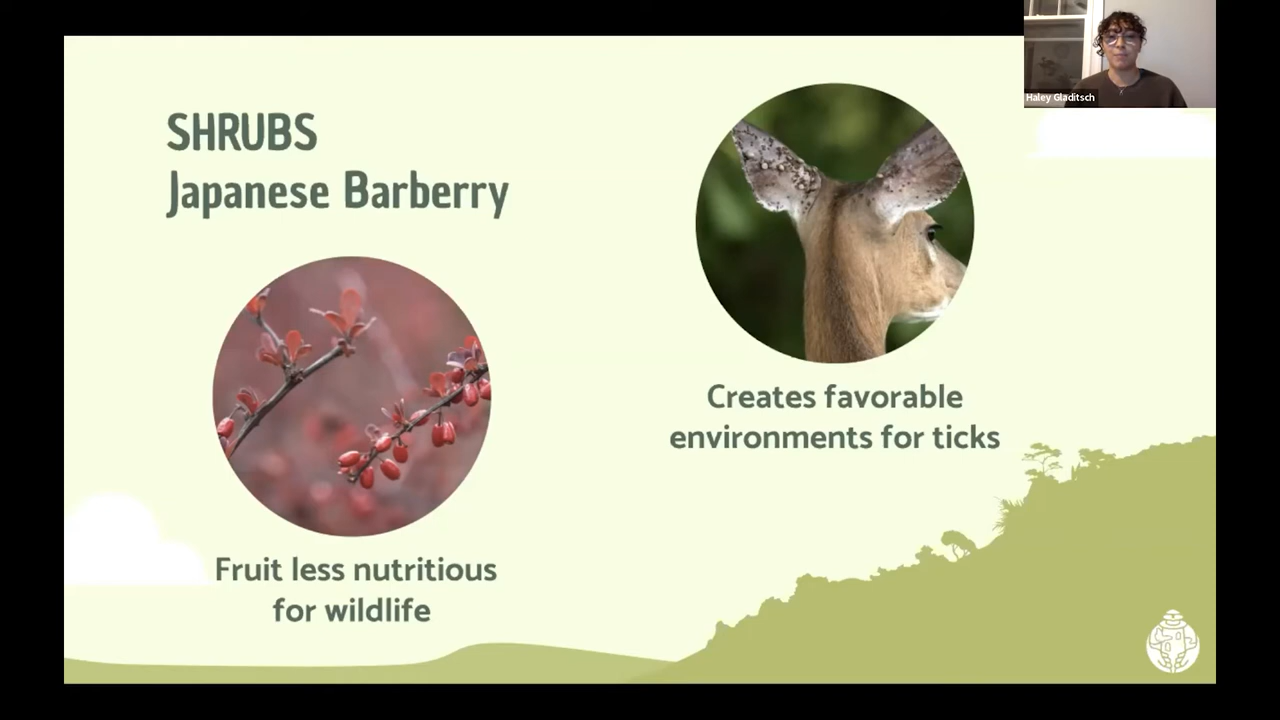 SHRUBS
Japanese Barberry
Fruit less nutritious
for wildlife
Creates favorable
environments for ticks
Haley Gladitsch